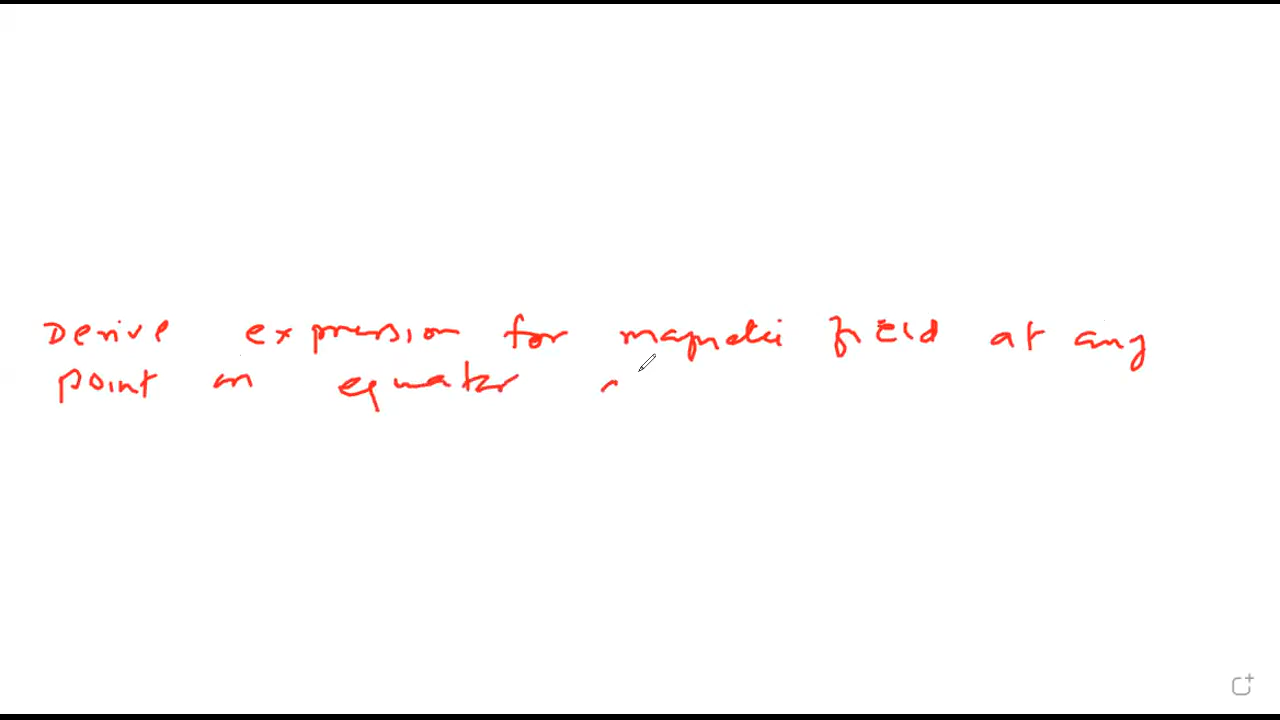 Derive expression for magnetic field at any
point on equator